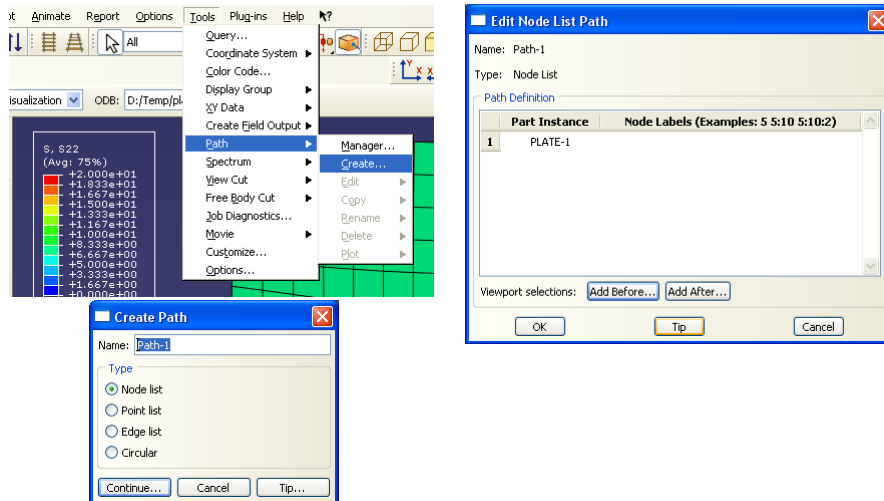 ot Animate Report Options Tools Plug-ins Help
All
isualization ODB: D:/Temp/pl
S, S22
(Avg: 75%)
+2.000e+01
+1.833e+01
+1.667e+01
+1.500e+01
+1.333e+01
+1.167e+01
+1.000e+01
+8.333e+00
+6.667e+00
+5.000e+00
+3.333e+00
+1.667e+00
+0.000e+00
Query...
Coordinate System
Color Code...
Display Group
XY Data
Create Field Output
Path
Spectrum
View Cut
Free Body Cut
Job Diagnostics...
Movie
Customize...
Options...
Manager...
Create...
Edit
Copy
Rename
Delete
Plot
Y X
Create Path
Name: Path-1
Type
Node list
Point list
Edge list
Circular
Continue... Cancel Tip...
Edit Node List Path
Name: Path-1
Type: Node List
Path Definition
Part Instance Node Labels (Examples: 5 5:10 5:10:2)
1 PLATE-1
Viewport selections: Add Before... Add After...
OK Tip Cancel